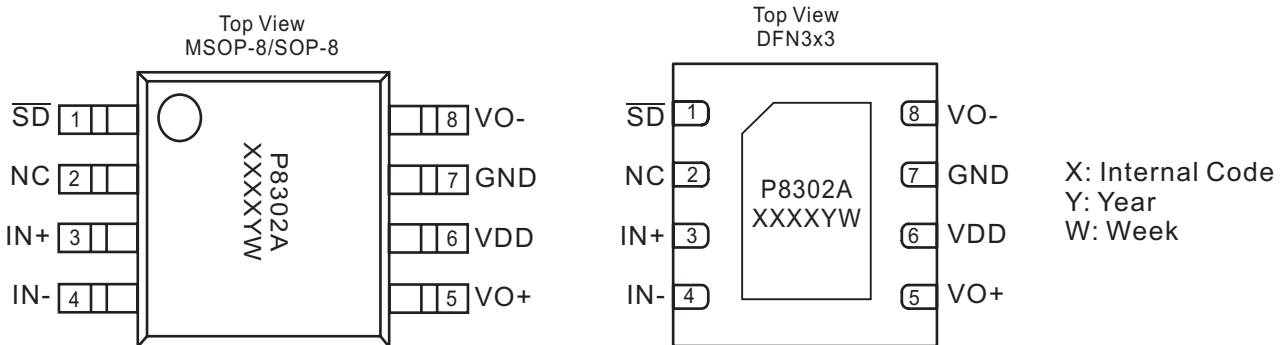 Top View
MSOP-8/SOP-8
SD 1
NC 2
IN+ 3
IN- 4
P8302A
XXXXYW
8 VO-
7 GND
6 VDD
5 VO+
Top View
DFN3x3
SD 1
NC 2
IN+ 3
IN- 4
P8302A
XXXXYW
8 VO-
7 GND
6 VDD
5 VO+
X: Internal Code
Y: Year
W: Week